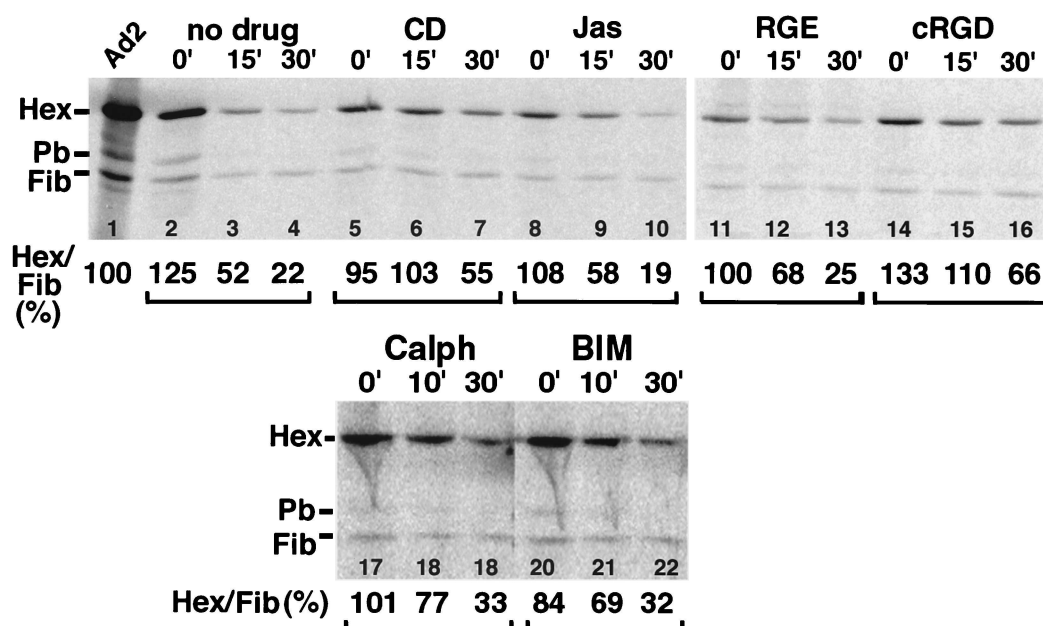 Ad2 no drug CD Jas RGE cRGD
0' 15' 30' 0' 15' 30' 0' 15' 30' 0' 15' 30' 0' 15' 30'
Hex
Pb
Fib
1 2 3 4 5 6 7 8 9 10 11 12 13 14 15 16
Hex/
Fib
(%)
100 125 52 22 95 103 55 108 58 19 100 68 25 133 110 66
Calph BIM
0' 10' 30' 0' 10' 30'
Hex
Pb
Fib
17 18 18 20 21 22
Hex/Fib(%) 101 77 33 84 69 32